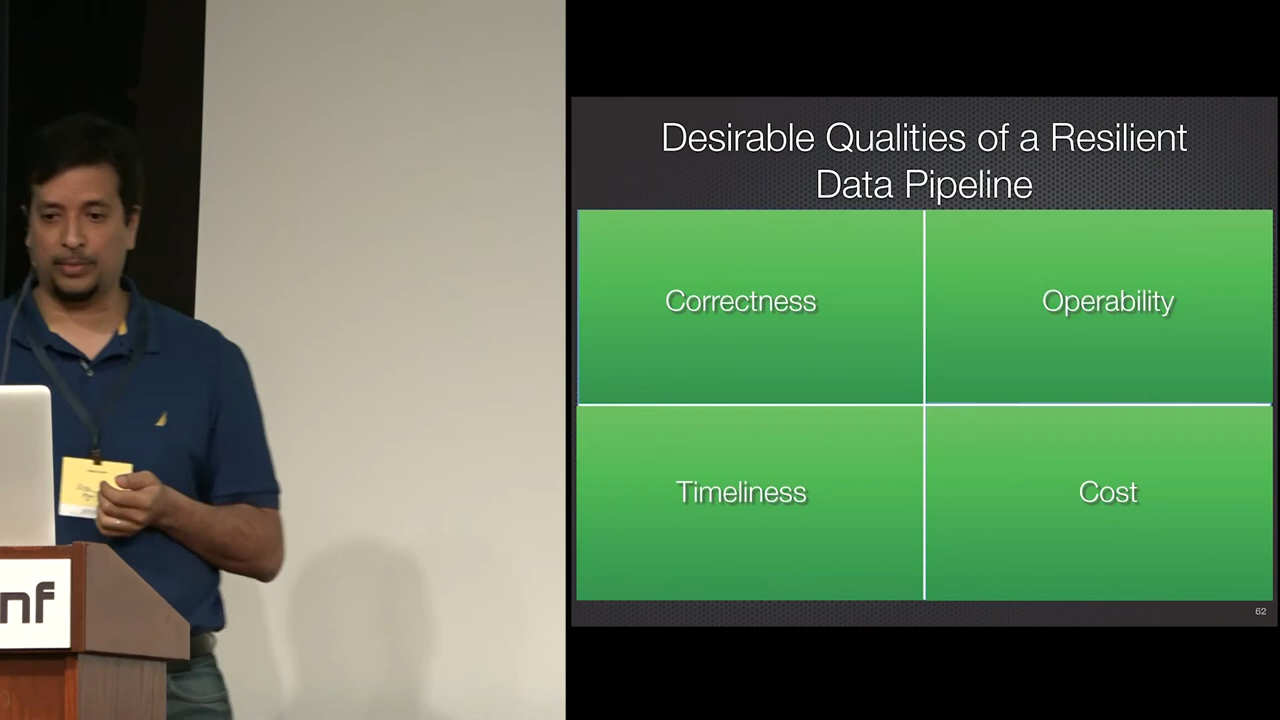 Desirable Qualities of a Resilient
Data Pipeline
Correctness
Operability
Timeliness
Cost
62
nf